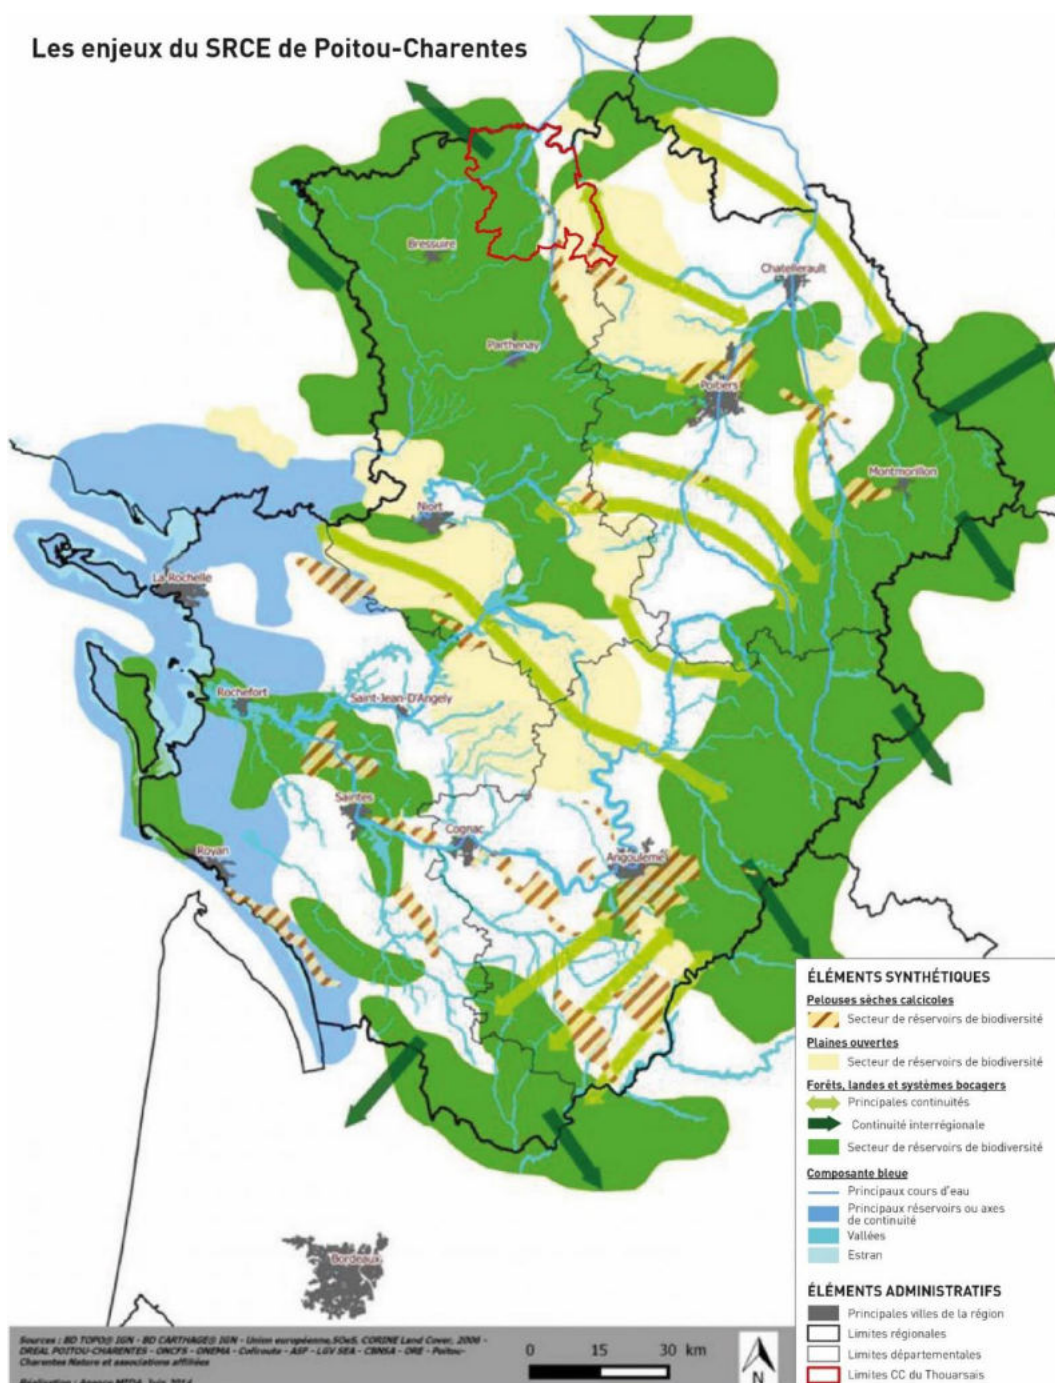 Les enjeux du SRCE de Poitou-Charentes
Bressuire
Chatellerault
Parthenay
Poitiers
Montmorillon
Niort
La Rochelle
Rochefort
Saint-Jean-D'Angely
Saintes
Cognac
Angouleme
Royan
Bordeaux
ÉLÉMENTS SYNTHÉTIQUES
Pelouses sèches calcicoles
Secteur de réservoirs de biodiversité
Plaines ouvertes
Secteur de réservoirs de biodiversité
Forêts, landes et systèmes bocagers
Principales continuités
Continuité interrégionale
Secteur de réservoirs de biodiversité
Composante bleue
Principaux cours d'eau
Principaux réservoirs ou axes
de continuité
Vallées
Estran
ÉLÉMENTS ADMINISTRATIFS
Principales villes de la région
Limites régionales
Limites départementales
Limites CC du Thouarsais
Sources : BD TOPO® IGN - BD CARTHAGE® IGN - Union européenne,SOeS, CORINE Land Cover, 2006 -
DREAL POITOU-CHARENTES - ONCFS - ONEMA - Cofiroute - ASF - LGV SEA - CBNSA - ORE - Poitou-
Charentes Nature et associations affiliées
Réalisation : Agence MTDA, Juin 2014
0 15 30 km
N